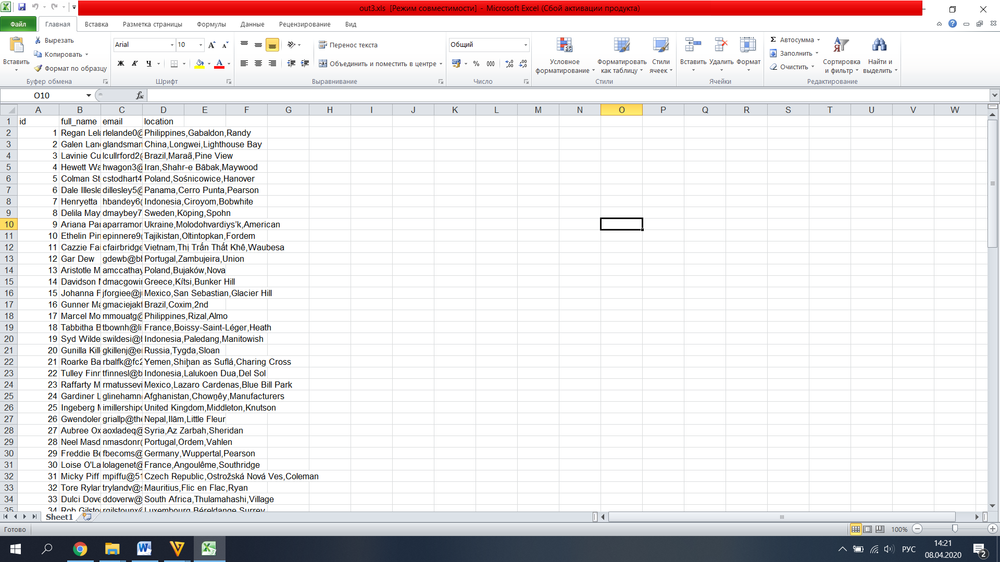 out3.xls [Режим совместимости] - Microsoft Excel (Сбой активации продукта)
Файл Главная Вставка Разметка страницы Формулы Данные Рецензирование Вид
Вставить
Вырезать
Копировать
Формат по образцу
Буфер обмена
Arial 10
Ж К Ч
Шрифт
Перенос текста
Объединить и поместить в центре
Выравнивание
Общий
% 000
Число
Условное форматирование
Форматировать как таблицу
Стили ячеек
Стили
Вставить Удалить Формат
Ячейки
Автосумма
Заполнить
Очистить
Сортировка и фильтр
Найти и выделить
Редактирование
O10
A B C D E F G H I J K L M N O P Q R S T U V W
1 id full_name email location
2 1 Regan Lela rlelande0@ Philippines,Gabaldon,Randy
3 2 Galen Lan glandsman China,Longwei,Lighthouse Bay
4 3 Lavinie Cu lcullrford2@ Brazil,Maraã,Pine View
5 4 Hewett Wa hwagon3@ Iran,Shahr-e Bābak,Maywood
6 5 Colman St cstodhart4 Poland,Sośnicowice,Hanover
7 6 Dale Illesle dillesley5@ Panama,Cerro Punta,Pearson
8 7 Henryetta hbandey6@ Indonesia,Ciroyom,Bobwhite
9 8 Delila May dmaybey7 Sweden,Köping,Spohn
10 9 Ariana Par aparramor Ukraine,Molodohvardiys’k,American
11 10 Ethelin Pin epinnere9@ Tajikistan,Oltintopkan,Fordem
12 11 Cazzie Fai cfairbridge Vietnam,Thị Trấn Thất Khê,Waubesa
13 12 Gar Dew gdewb@bl Portugal,Zambujeira,Union
14 13 Aristotle M amccathay Poland,Bujaków,Nova
15 14 Davidson M dmacgowin Greece,Kítsi,Bunker Hill
16 15 Johanna F jforgiee@ju Mexico,San Sebastian,Glacier Hill
17 16 Gunner Ma gmaciejakf Brazil,Coxim,2nd
18 17 Marcel Mo mmouatg@ Philippines,Rizal,Almo
19 18 Tabbitha B tbownh@li France,Boissy-Saint-Léger,Heath
20 19 Syd Wilde swildesi@b Indonesia,Paledang,Manitowish
21 20 Gunilla Kill gkillenj@e Russia,Tygda,Sloan
22 21 Roarke Ba rbalfk@fc2 Yemen,Shiḩan as Suflá,Charing Cross
23 22 Tulley Finn tfinnesl@b Indonesia,Lalukoen Dua,Del Sol
24 23 Raffarty M rmatussevi Mexico,Lazaro Cardenas,Blue Bill Park
25 24 Gardiner L glinehamn Afghanistan,Chowṉêy,Manufacturers
26 25 Ingeberg M imillershipo United Kingdom,Middleton,Knutson
27 26 Gwendolen griallp@the Nepal,Ilām,Little Fleur
28 27 Aubree Ox aoxladeq@ Syria,Az Zarbah,Sheridan
29 28 Neel Masd nmasdonr@ Portugal,Ordem,Vahlen
30 29 Freddie Be fbecoms@ Germany,Wuppertal,Pearson
31 30 Loise O'La lolagenet@ France,Angoulême,Southridge
32 31 Micky Piff mpiffu@51 Czech Republic,Ostrožská Nová Ves,Coleman
33 32 Tore Rylan trylandv@s Mauritius,Flic en Flac,Ryan
34 33 Dulci Dove ddoverw@ South Africa,Thulamahashi,Village
35 34 Rob Gilsto rgilstounx@ Luxembourg,Béreldange,Surrey
Sheet1
Готово
100%
РУС
14:21
08.04.2020
2